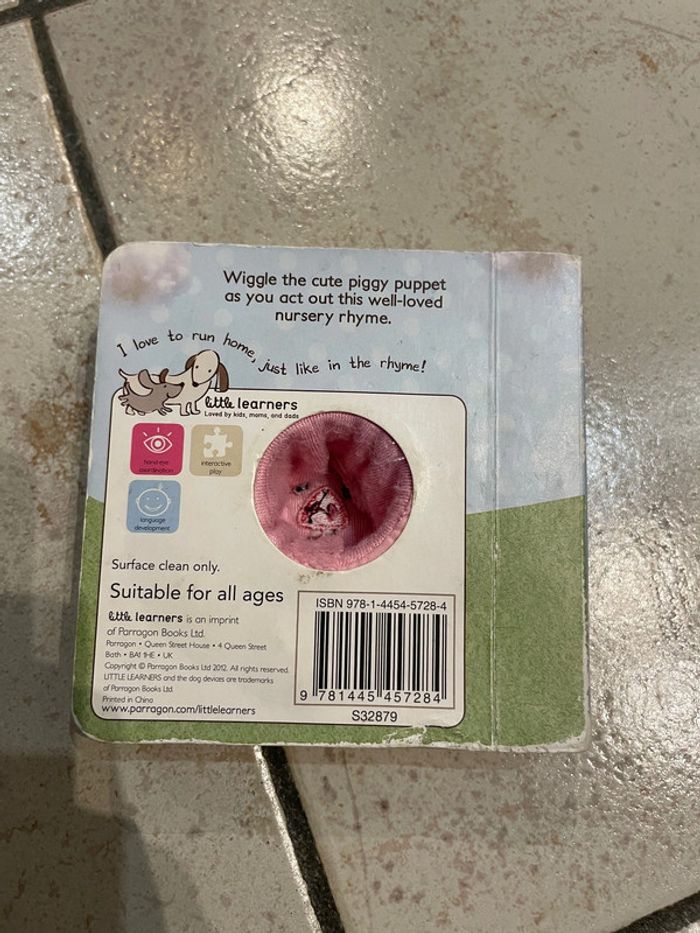 Wiggle the cute piggy puppet
as you act out this well-loved
nursery rhyme.
I love to run home, just like in the rhyme!
little learners
Loved by kids, moms, and dads
hand-eye
coordination
interactive
play
language
development
Surface clean only.
Suitable for all ages
little learners is an imprint
of Parragon Books Ltd.
Parragon • Queen Street House • 4 Queen Street
Bath • BA1 1HE • UK
Copyright © Parragon Books Ltd 2012. All rights reserved.
LITTLE LEARNERS and the dog devices are trademarks
of Parragon Books Ltd.
Printed in China
www.parragon.com/littlelearners
ISBN 978-1-4454-5728-4
9 781445 457284
S32879